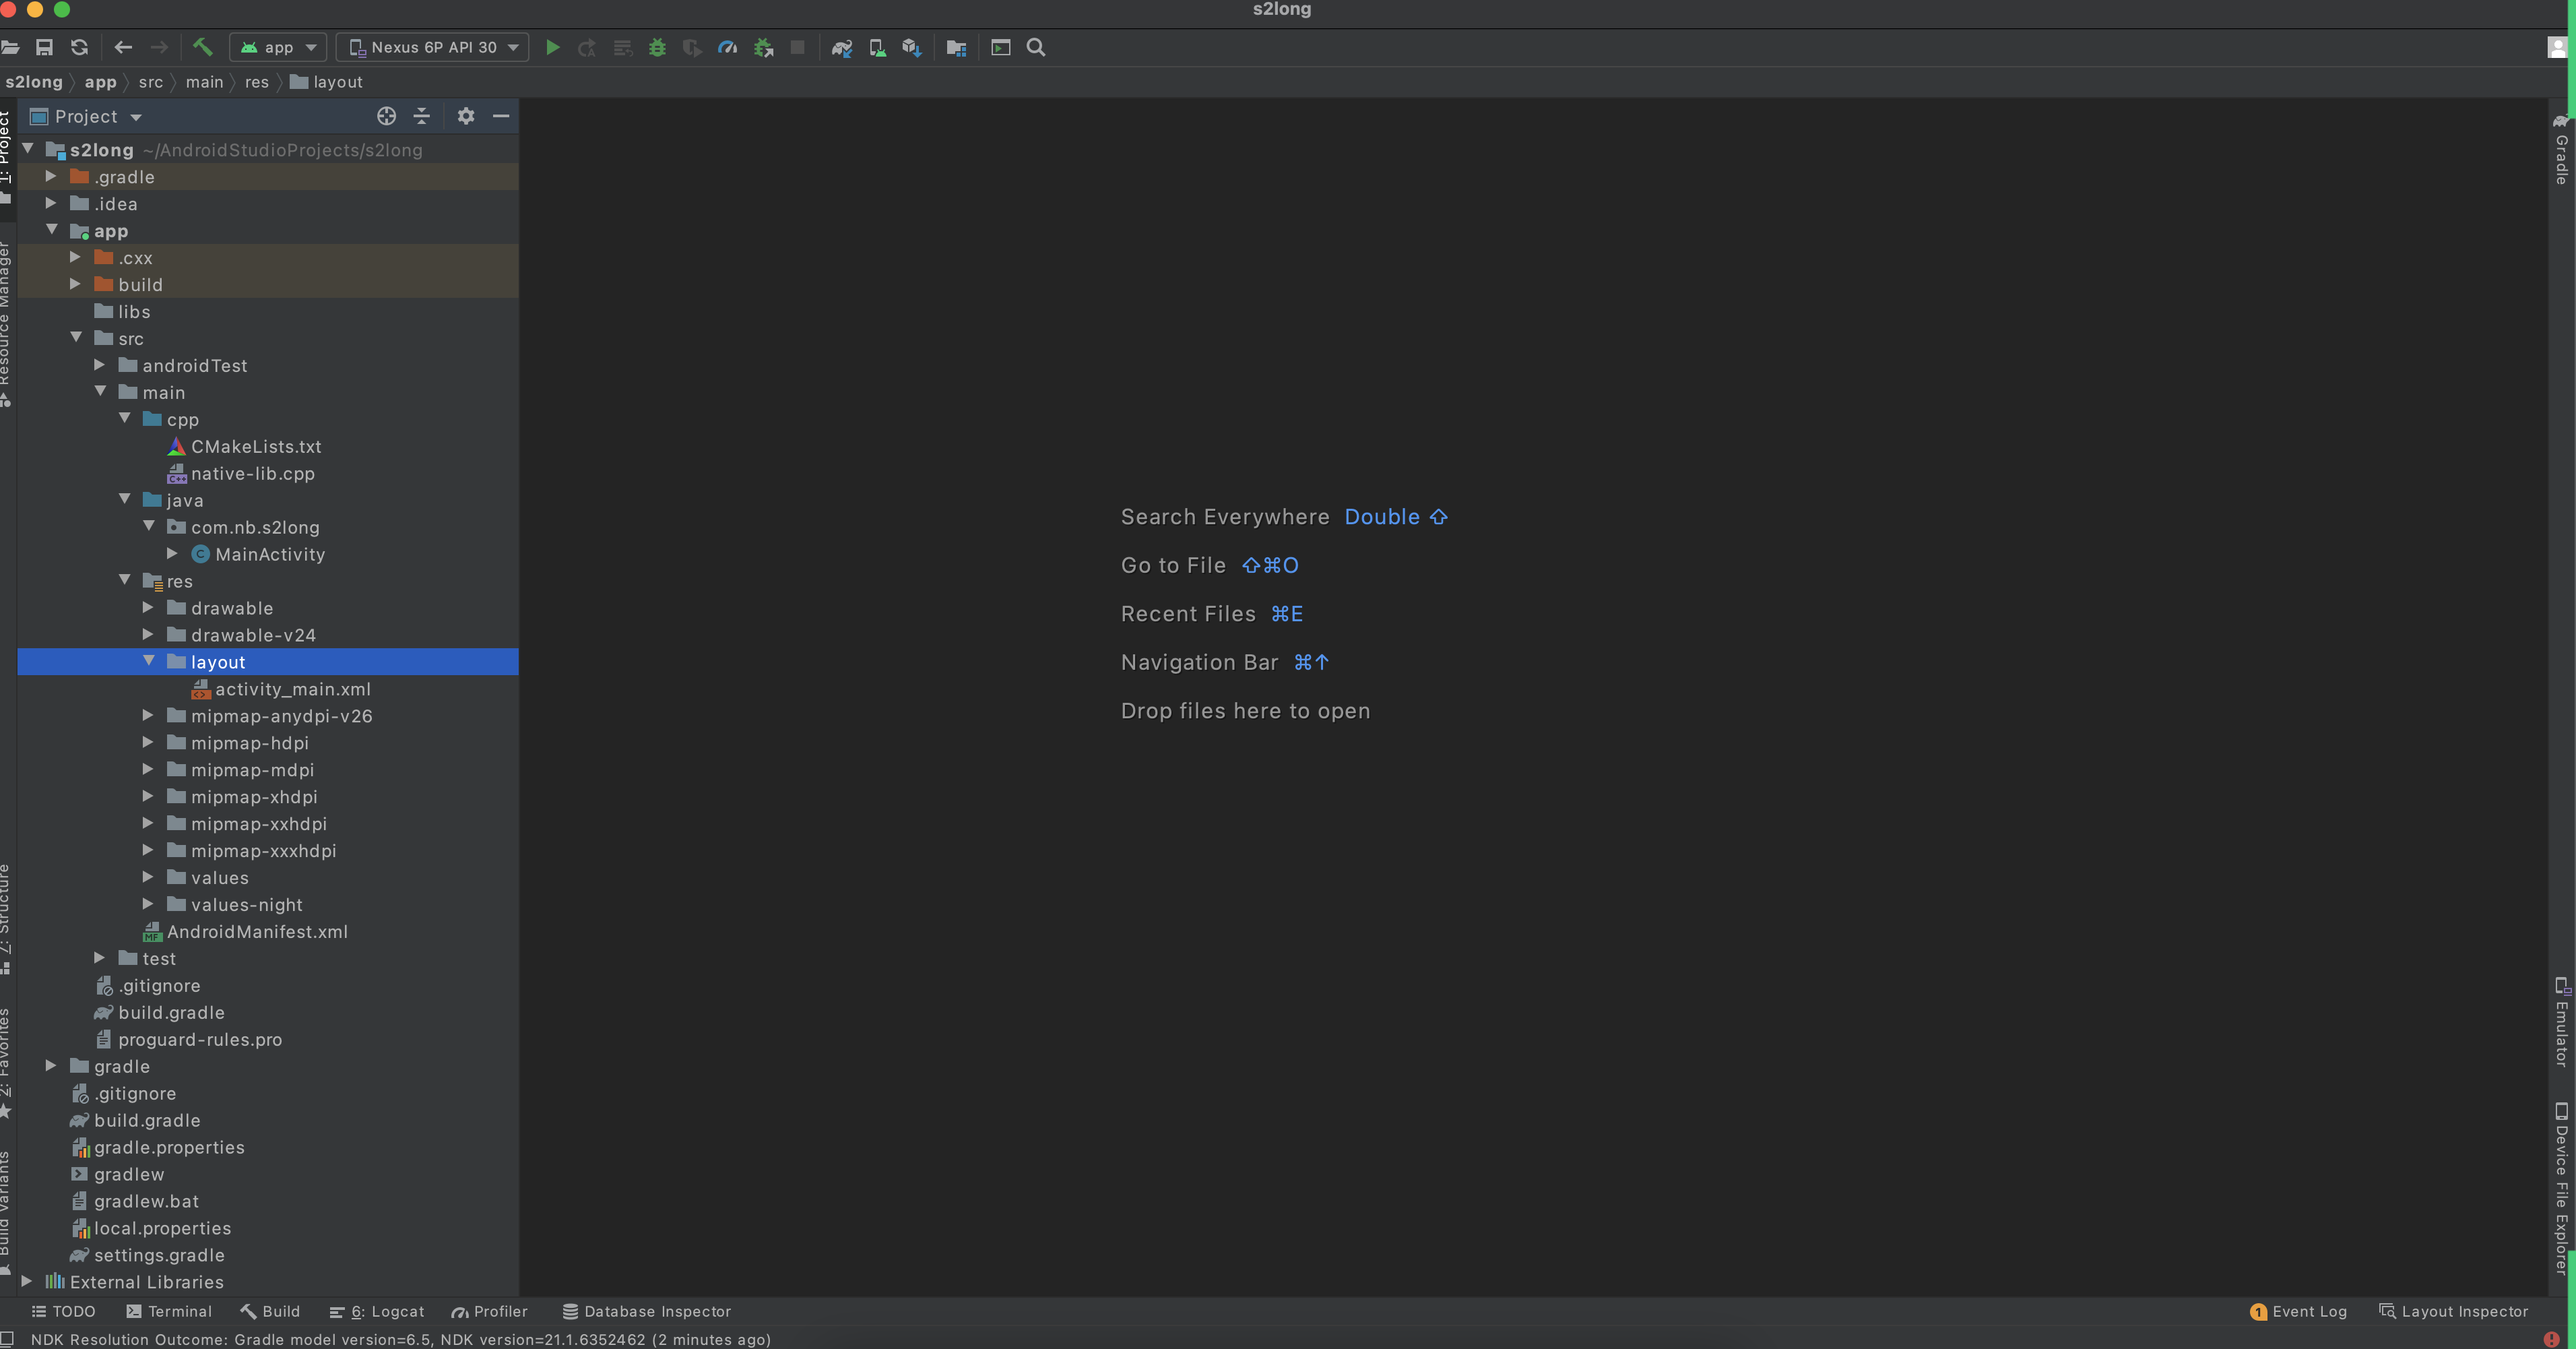 s2long
app
Nexus 6P API 30
s2long
app
src
main
res
layout
Project
s2long ~/AndroidStudioProjects/s2long
.gradle
.idea
app
.cxx
build
libs
src
androidTest
main
cpp
CMakeLists.txt
native-lib.cpp
java
com.nb.s2long
MainActivity
res
drawable
drawable-v24
layout
activity_main.xml
mipmap-anydpi-v26
mipmap-hdpi
mipmap-mdpi
mipmap-xhdpi
mipmap-xxhdpi
mipmap-xxxhdpi
values
values-night
AndroidManifest.xml
test
.gitignore
build.gradle
proguard-rules.pro
gradle
.gitignore
build.gradle
gradle.properties
gradlew
gradlew.bat
local.properties
settings.gradle
External Libraries
1: Project
Resource Manager
7: Structure
2: Favorites
Build Variants
Search Everywhere Double ⇧
Go to File ⇧⌘O
Recent Files ⌘E
Navigation Bar ⌘↑
Drop files here to open
Gradle
Emulator
Device File Explorer
TODO
Terminal
Build
6: Logcat
Profiler
Database Inspector
1 Event Log
Layout Inspector
NDK Resolution Outcome: Gradle model version=6.5, NDK version=21.1.6352462 (2 minutes ago)